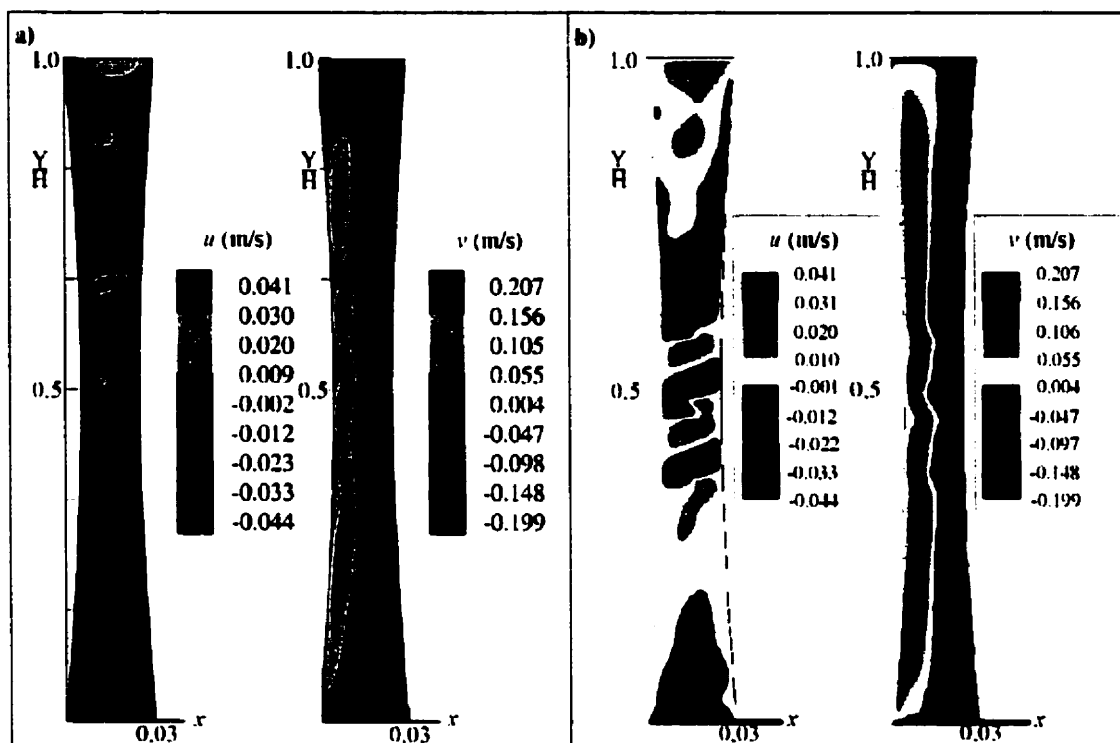 a)
1.0
Y
H
0.5
u (m/s)
0.041
0.030
0.020
0.009
-0.002
-0.012
-0.023
-0.033
-0.044
x
0.03
1.0
Y
H
0.5
v (m/s)
0.207
0.156
0.105
0.055
0.004
-0.047
-0.098
-0.148
-0.199
x
0.03
b)
1.0
Y
H
0.5
u (m/s)
0.041
0.031
0.020
0.010
-0.001
-0.012
-0.022
-0.033
-0.044
x
0.03
1.0
Y
H
0.5
v (m/s)
0.207
0.156
0.106
0.055
0.004
-0.047
-0.097
-0.148
-0.199
x
0.03